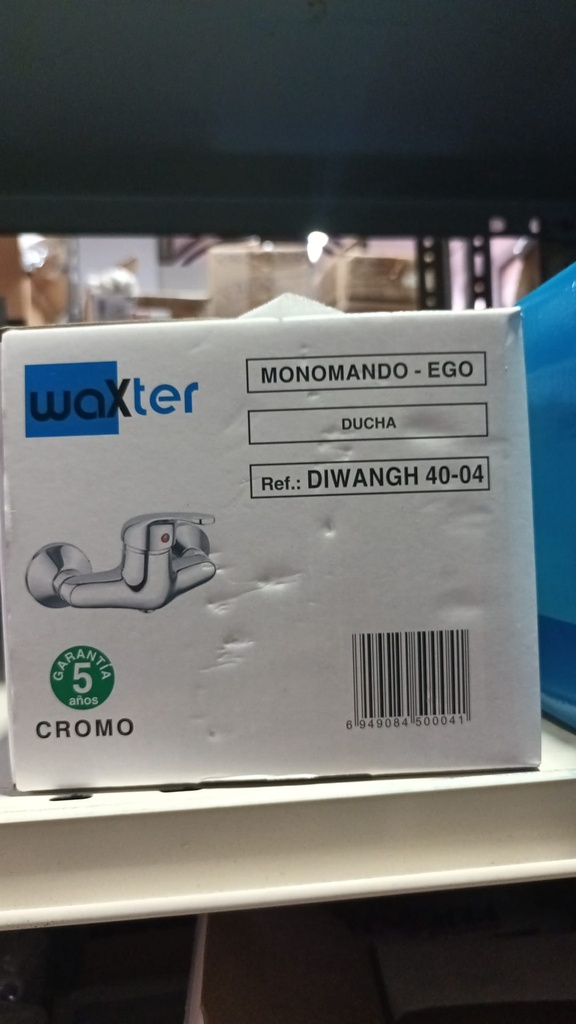 waxter
MONOMANDO - EGO
DUCHA
Ref.: DIWANGH 40-04
GARANTÍA
5
años
CROMO
6 949084 500041